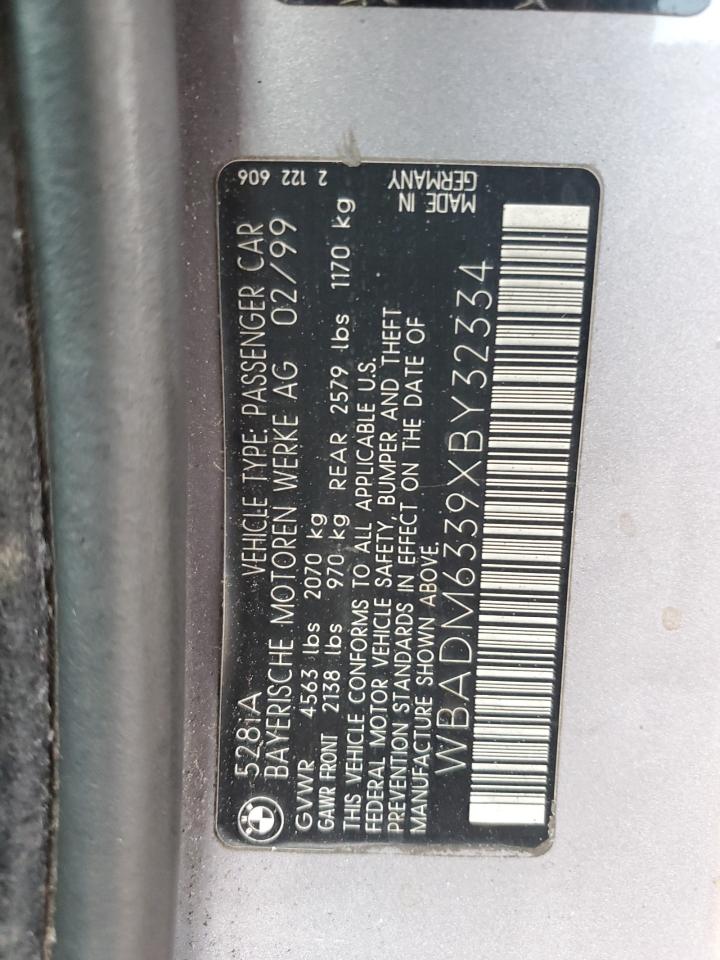 528iA VEHICLE TYPE: PASSENGER CAR 2 122 606
BAYERISCHE MOTOREN WERKE AG 02/99
GVWR 4563 lbs 2070 kg
GAWR FRONT 2138 lbs 970 kg REAR 2579 lbs 1170 kg
THIS VEHICLE CONFORMS TO ALL APPLICABLE U.S.
FEDERAL MOTOR VEHICLE SAFETY, BUMPER AND THEFT
PREVENTION STANDARDS IN EFFECT ON THE DATE OF
MANUFACTURE SHOWN ABOVE.
MADE IN
GERMANY
WBADM6339XBY32334